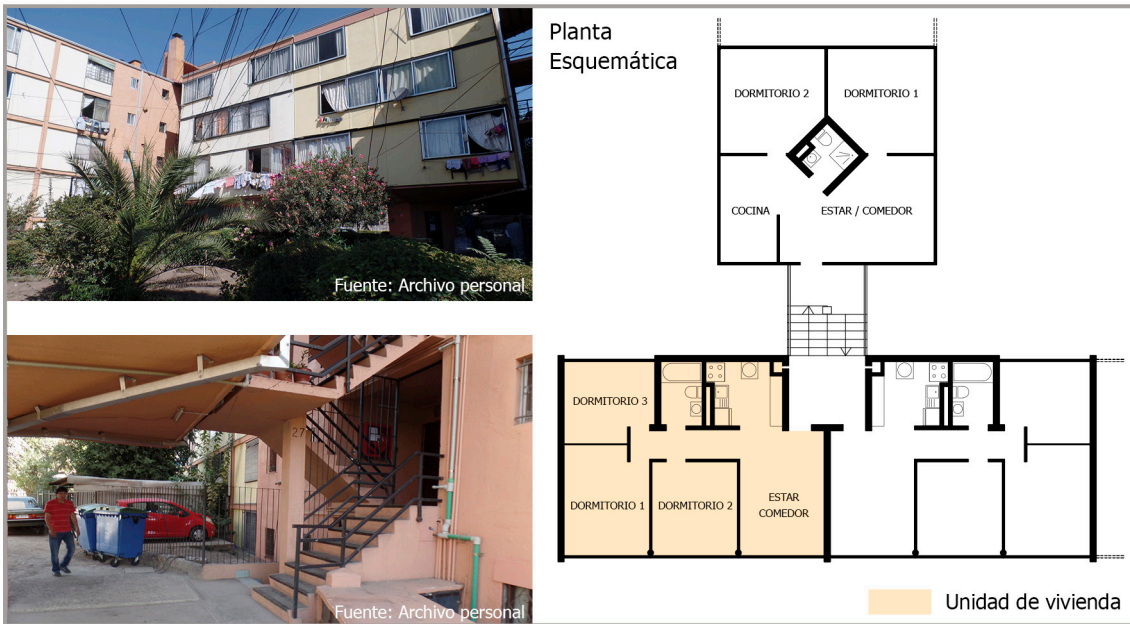 Fuente: Archivo personal
27
Fuente: Archivo personal
Planta
Esquemática
DORMITORIO 2
DORMITORIO 1
COCINA
ESTAR / COMEDOR
DORMITORIO 3
DORMITORIO 1
DORMITORIO 2
ESTAR
COMEDOR
Unidad de vivienda